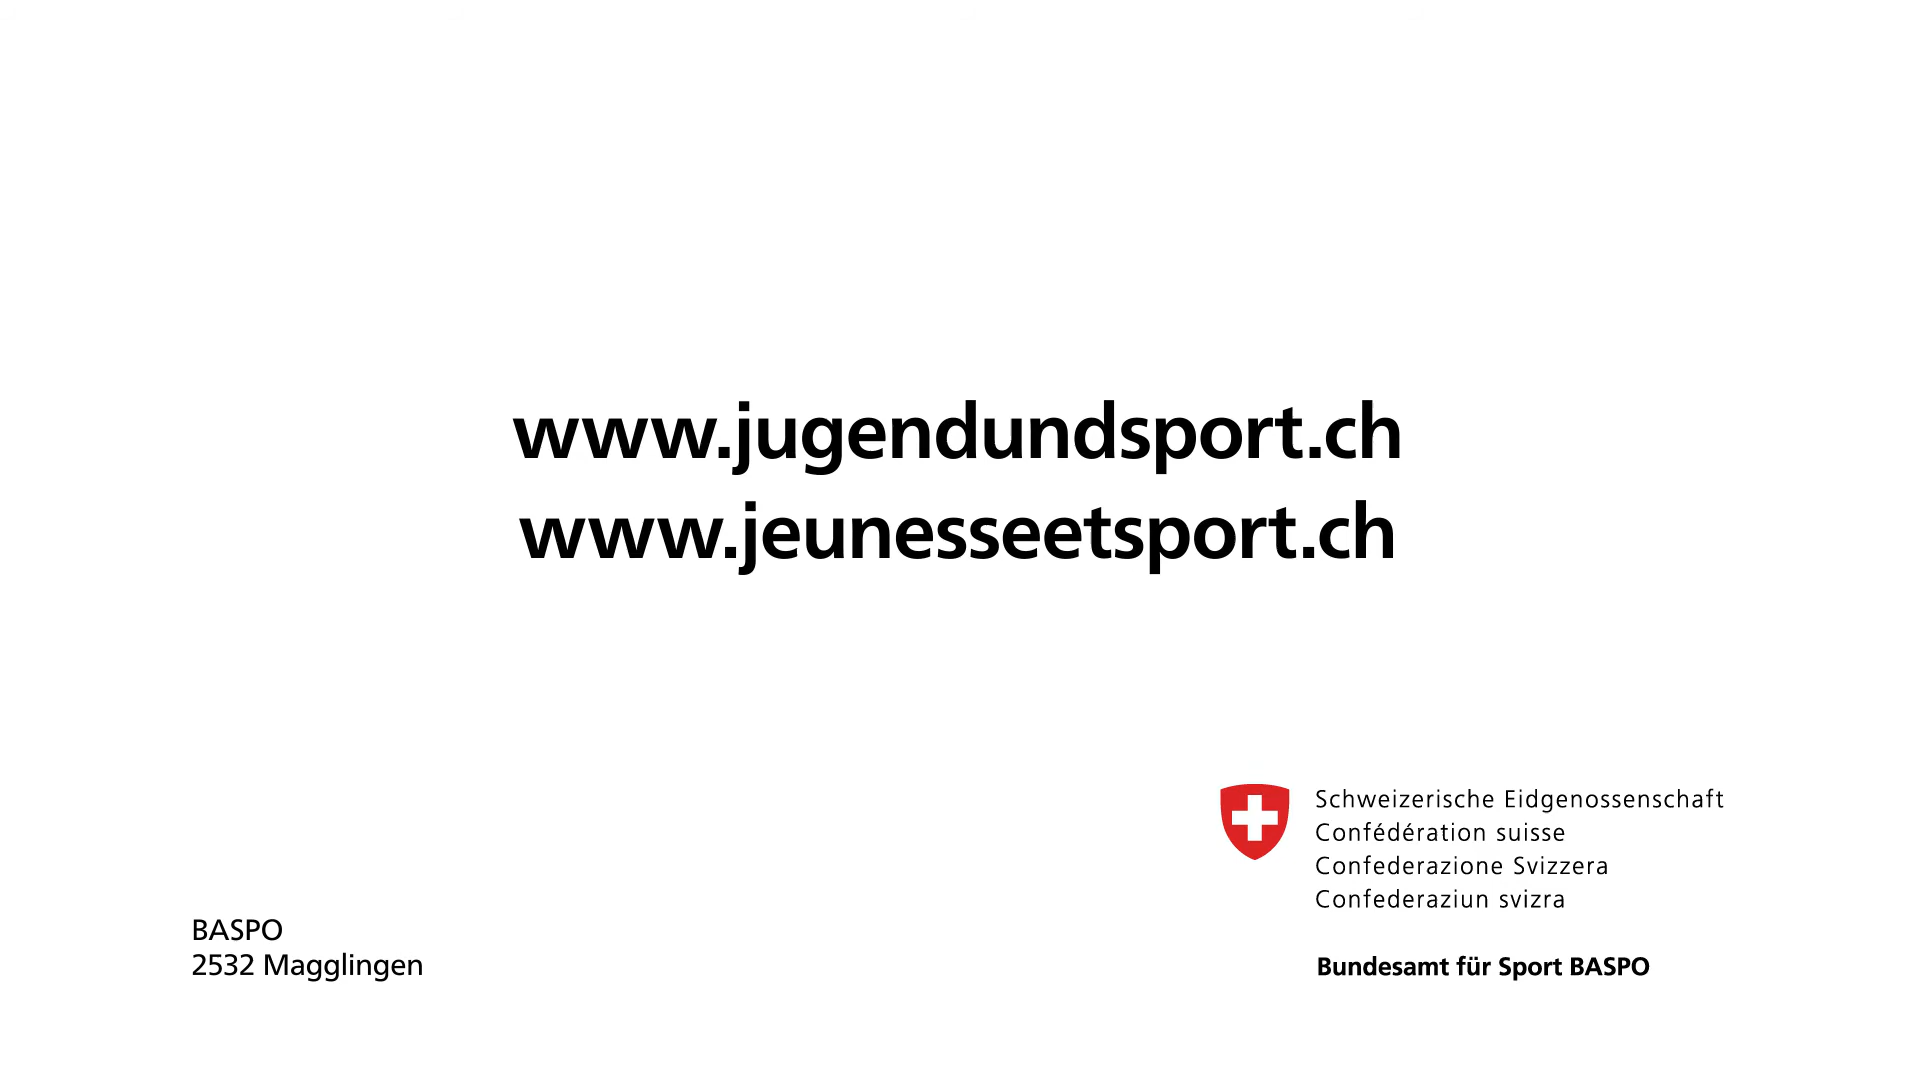 www.jugendundsport.ch
www.jeunesseetsport.ch
Schweizerische Eidgenossenschaft
Confédération suisse
Confederazione Svizzera
Confederaziun svizra
Bundesamt für Sport BASPO
BASPO
2532 Magglingen